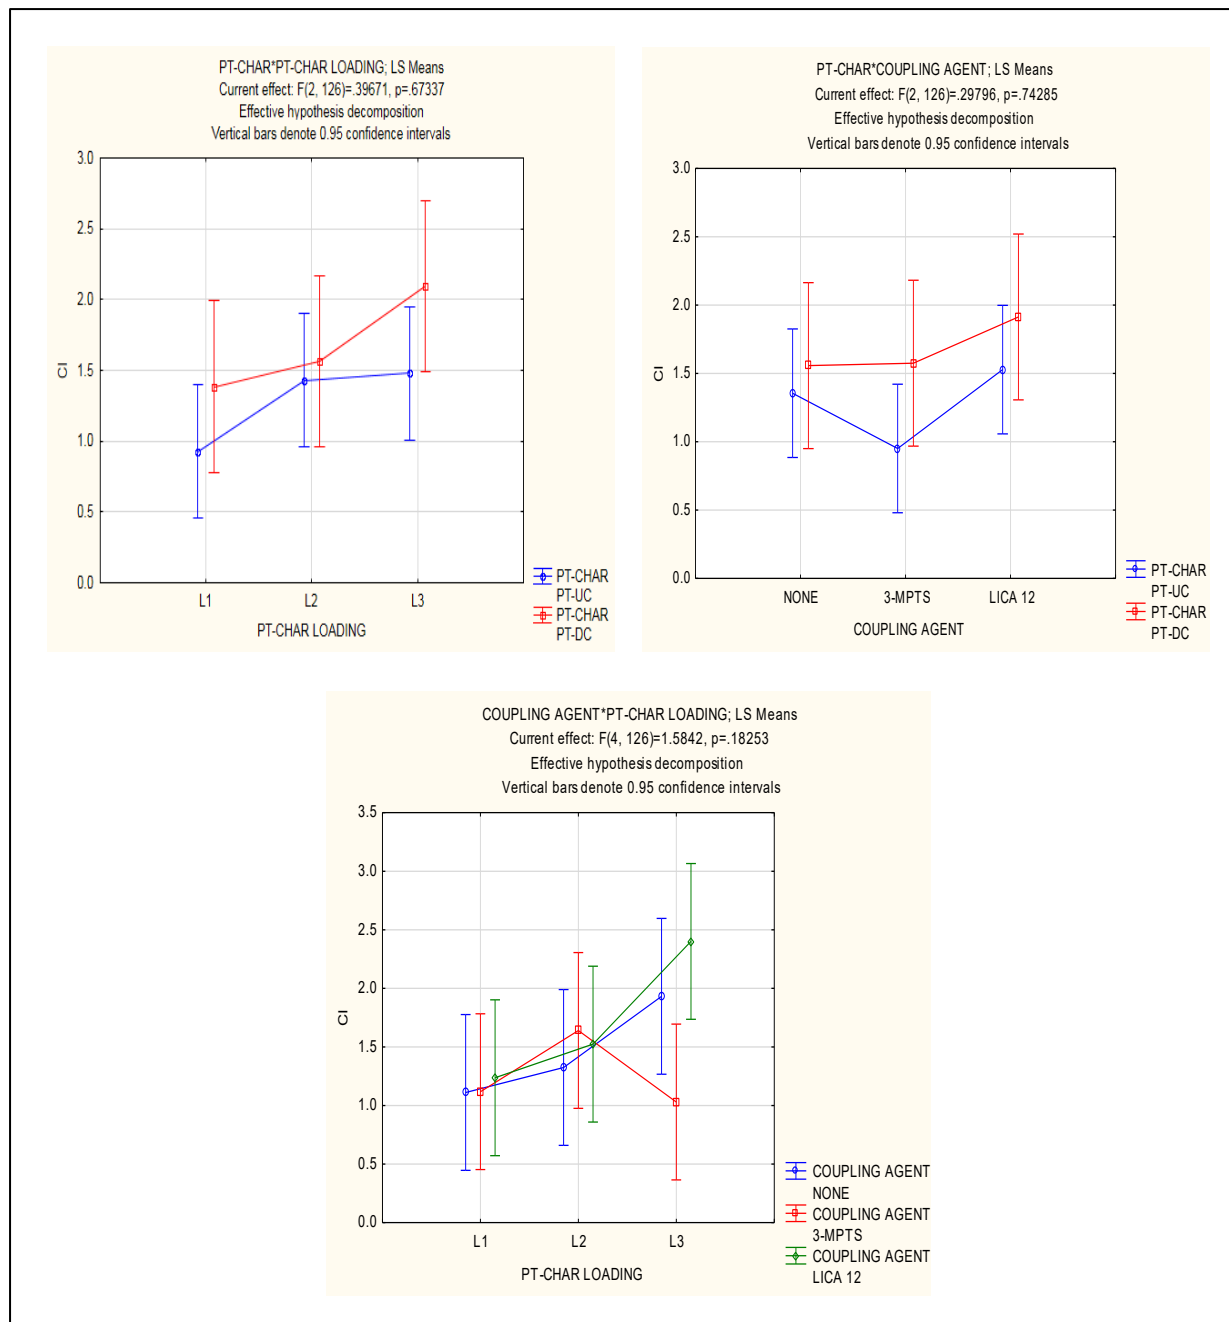 PT-CHAR*PT-CHAR LOADING; LS Means
Current effect: F(2, 126)=.39671, p=.67337
Effective hypothesis decomposition
Vertical bars denote 0.95 confidence intervals
3.0
2.5
2.0
1.5
1.0
0.5
0.0
CI
L1 L2 L3
PT-CHAR LOADING
PT-CHAR
PT-UC
PT-CHAR
PT-DC
PT-CHAR*COUPLING AGENT; LS Means
Current effect: F(2, 126)=.29796, p=.74285
Effective hypothesis decomposition
Vertical bars denote 0.95 confidence intervals
3.0
2.5
2.0
1.5
1.0
0.5
0.0
CI
NONE 3-MPTS LICA 12
COUPLING AGENT
PT-CHAR
PT-UC
PT-CHAR
PT-DC
COUPLING AGENT*PT-CHAR LOADING; LS Means
Current effect: F(4, 126)=1.5842, p=.18253
Effective hypothesis decomposition
Vertical bars denote 0.95 confidence intervals
3.5
3.0
2.5
2.0
1.5
1.0
0.5
0.0
CI
L1 L2 L3
PT-CHAR LOADING
COUPLING AGENT
NONE
COUPLING AGENT
3-MPTS
COUPLING AGENT
LICA 12